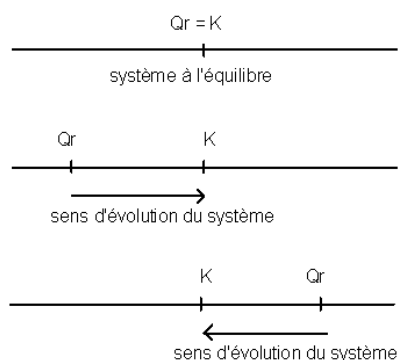 Qr = K
système à l'équilibre
Qr K
sens d'évolution du système
K Qr
sens d'évolution du système